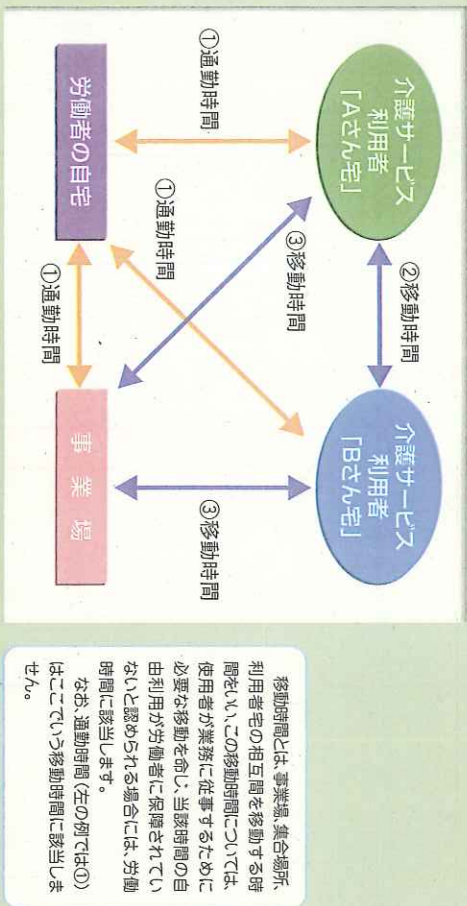 介護サービス
利用者
「Aさん宅」
②移動時間
介護サービス
利用者
「Bさん宅」
①通勤時間
①通勤時間
③移動時間
③移動時間
労働者の自宅
①通勤時間
事業場
移動時間とは、事業場、集合場所、
利用者宅の相互間を移動する時
間をいい、この移動時間については、
使用者が業務に従事するために
必要な移動を命じ、当該時間の自
由利用が労働者に保障されてい
ないと認められる場合には、労働
時間に該当します。
なお、通勤時間（左の例では①）
はここでいう移動時間に該当しま
せん。